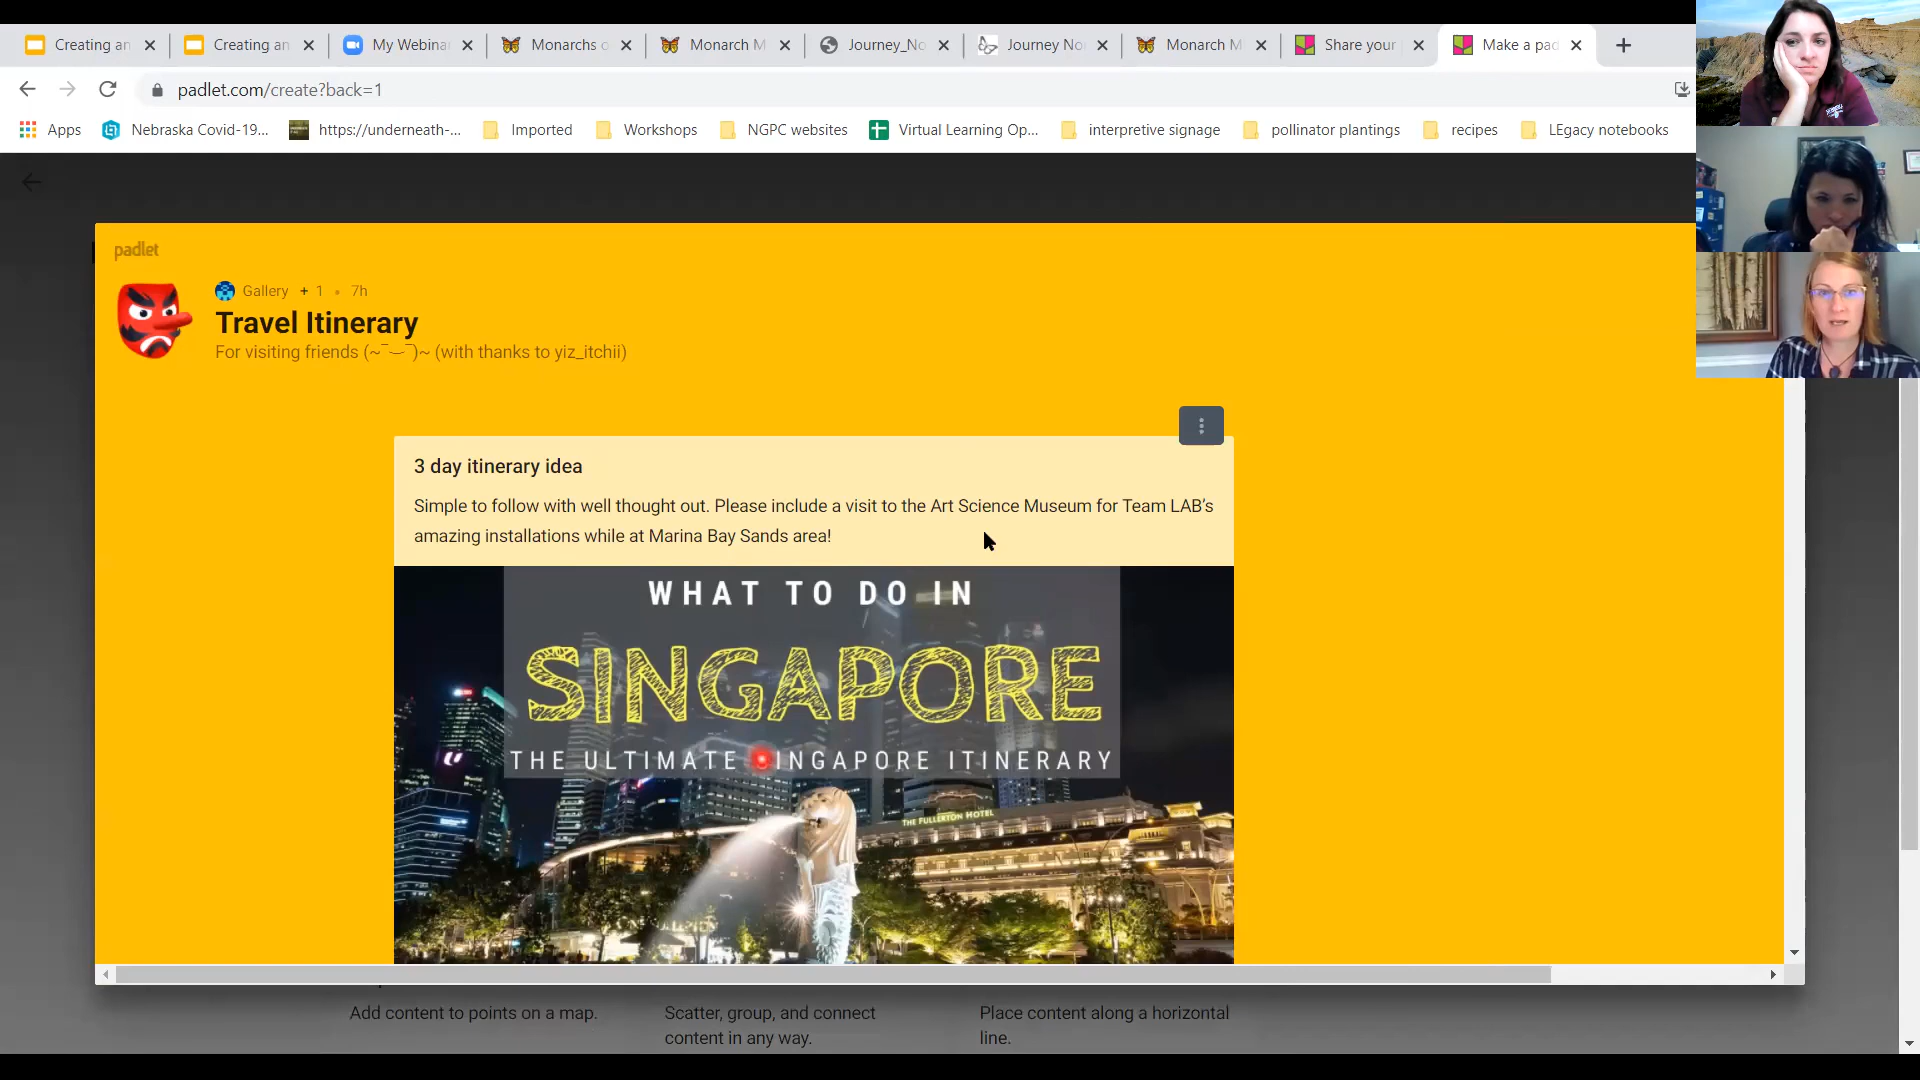 Creating an
Creating an
My Webinar
Monarchs o
Monarch M
Journey_No
Journey No
Monarch M
Share your
Make a pad
padlet.com/create?back=1
Apps
Nebraska Covid-19...
https://underneath-...
Imported
Workshops
NGPC websites
Virtual Learning Op...
interpretive signage
pollinator plantings
recipes
LEgacy notebooks
padlet
Gallery + 1 • 7h
Travel Itinerary
For visiting friends (~‾⌣‾)~ (with thanks to yiz_itchii)
3 day itinerary idea
Simple to follow with well thought out. Please include a visit to the Art Science Museum for Team LAB's
amazing installations while at Marina Bay Sands area!
WHAT TO DO IN
SINGAPORE
THE ULTIMATE SINGAPORE ITINERARY
THE FULLERTON HOTEL
Add content to points on a map.
Scatter, group, and connect
content in any way.
Place content along a horizontal
line.